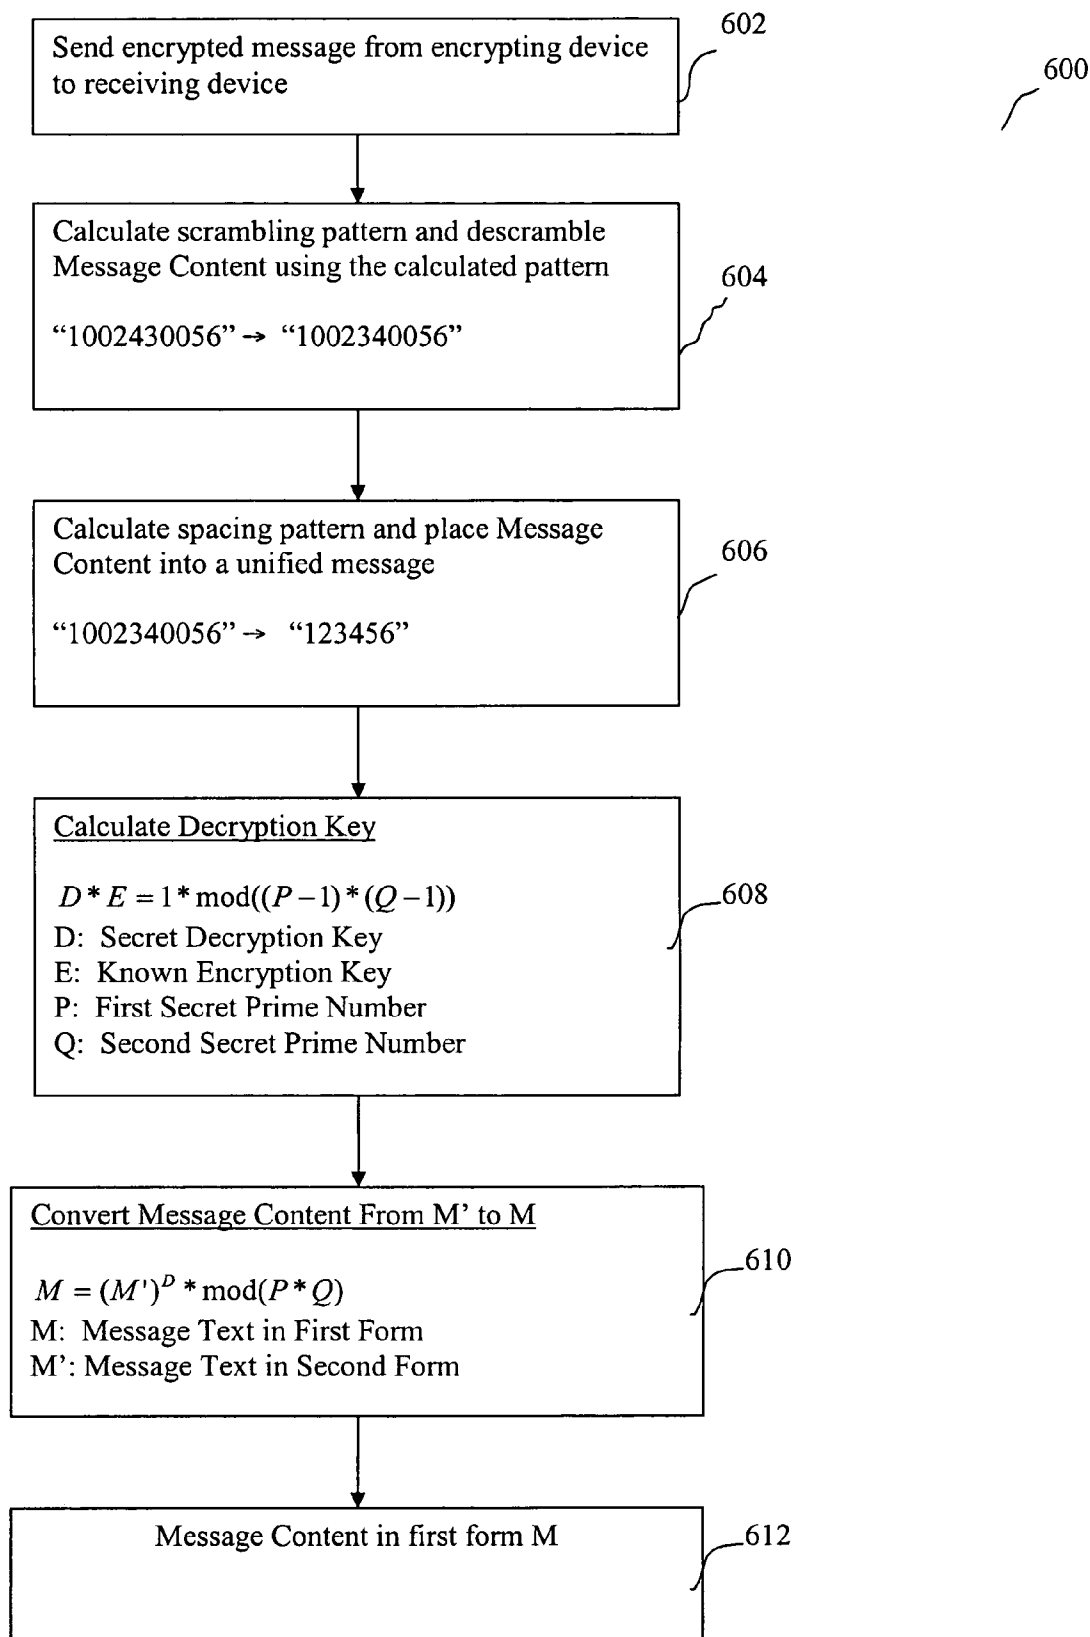 602
Send encrypted message from encrypting device
to receiving device
600
Calculate scrambling pattern and descramble
Message Content using the calculated pattern
604
“1002430056” → “1002340056”
Calculate spacing pattern and place Message
Content into a unified message
606
“1002340056” → “123456”
Calculate Decryption Key
D * E = 1 * mod((P − 1) * (Q − 1))
608
D: Secret Decryption Key
E: Known Encryption Key
P: First Secret Prime Number
Q: Second Secret Prime Number
Convert Message Content From M’ to M
610
M = (M')^D * mod(P * Q)
M: Message Text in First Form
M’: Message Text in Second Form
Message Content in first form M
612